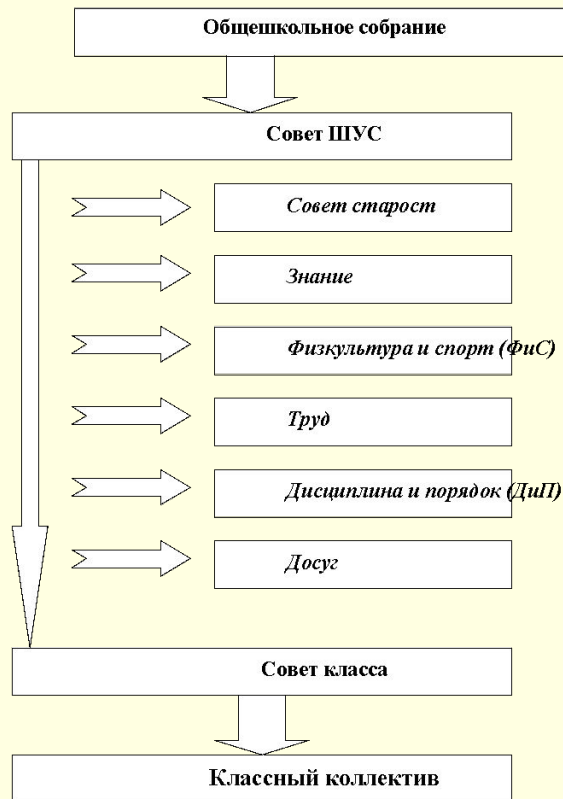 Общешкольное собрание
Совет ШУС
Совет старост
Знание
Физкультура и спорт (ФиС)
Труд
Дисциплина и порядок (ДиП)
Досуг
Совет класса
Классный коллектив